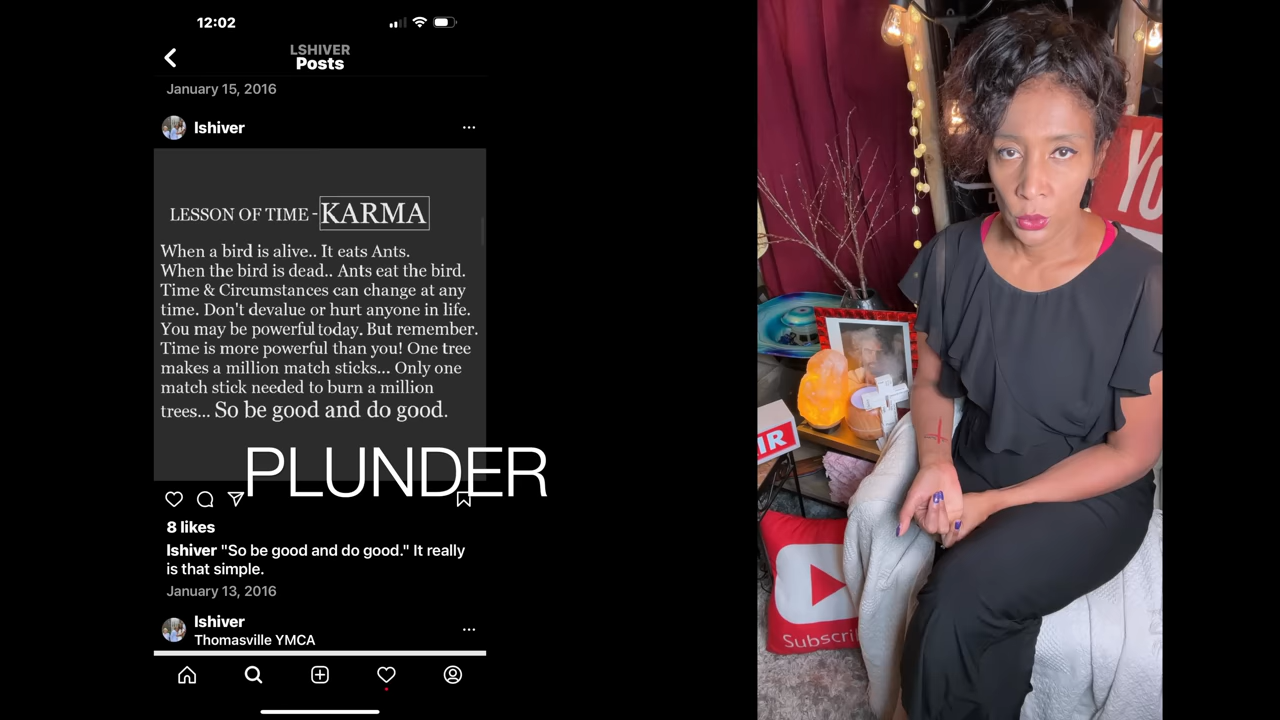 12:02
LSHIVER
Posts
January 15, 2016
lshiver
LESSON OF TIME - KARMA
When a bird is alive.. It eats Ants.
When the bird is dead.. Ants eat the bird.
Time & Circumstances can change at any
time. Don't devalue or hurt anyone in life.
You may be powerful today. But remember.
Time is more powerful than you! One tree
makes a million match sticks... Only one
match stick needed to burn a million
trees... So be good and do good.
PLUNDER
8 likes
lshiver "So be good and do good." It really
is that simple.
January 13, 2016
lshiver
Thomasville YMCA
YO
IR
Subscri